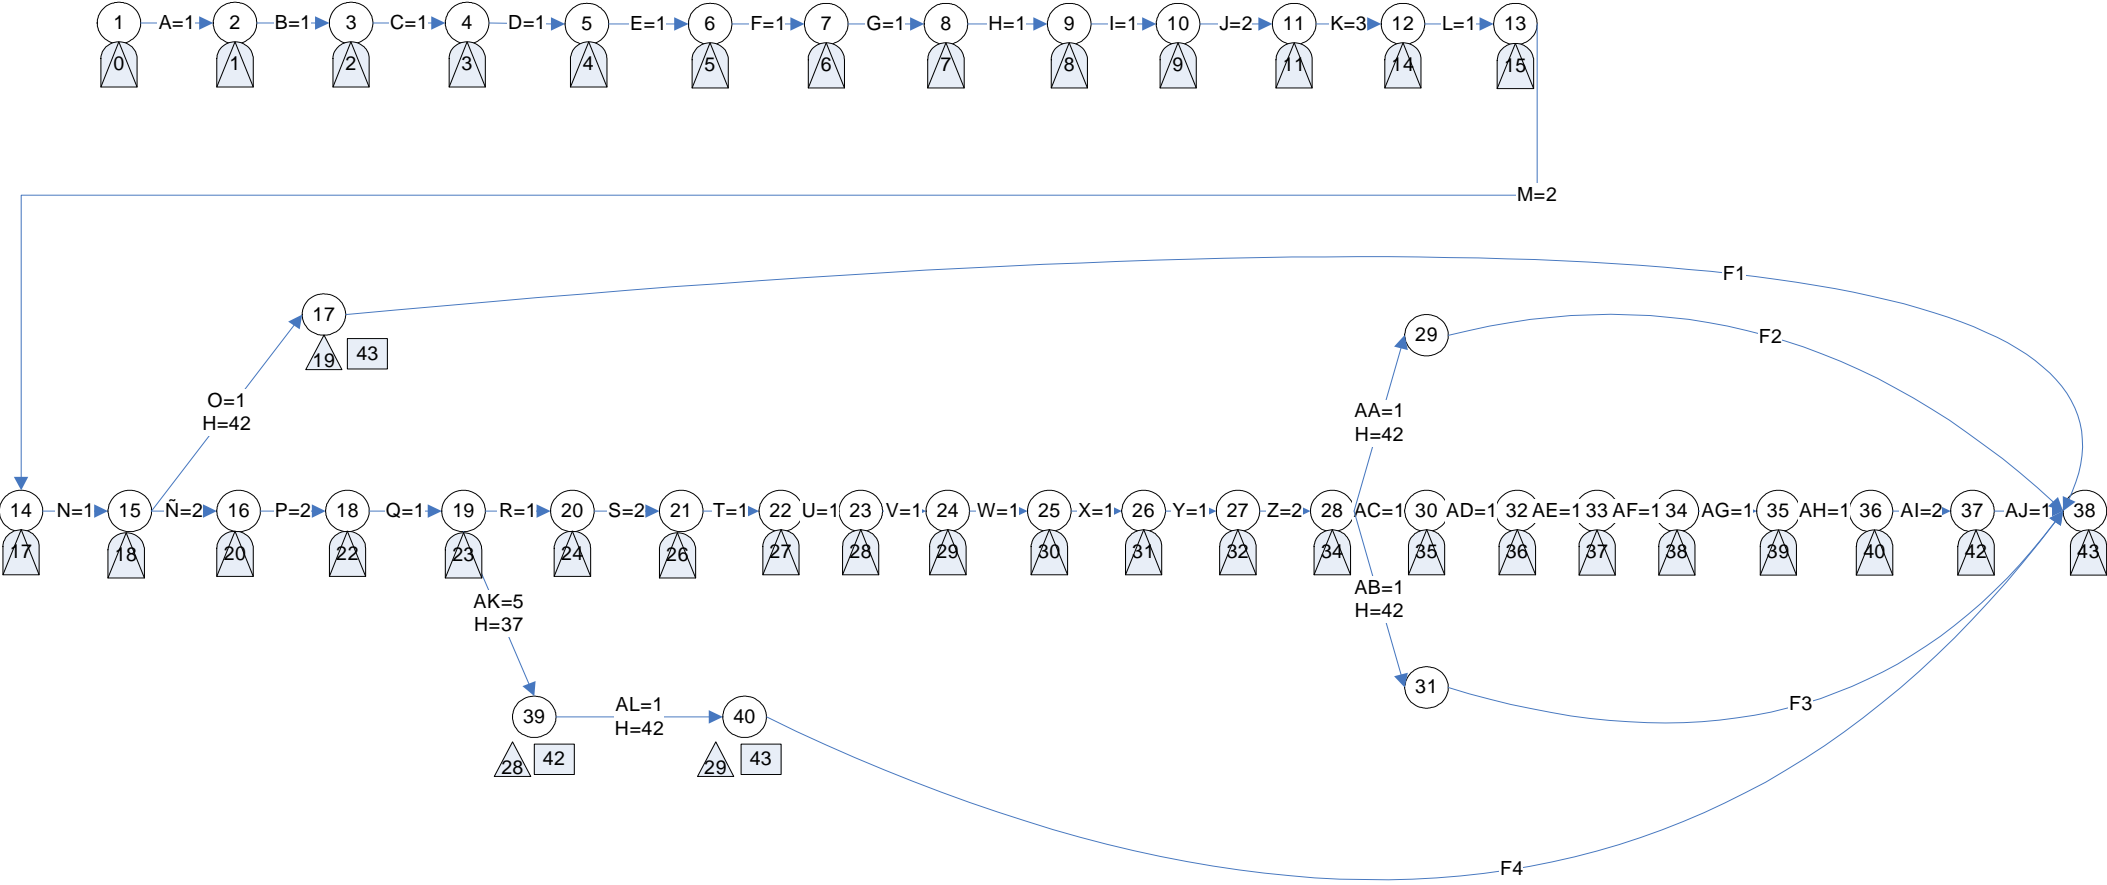 1 A=1 2 B=1 3 C=1 4 D=1 5 E=1 6 F=1 7 G=1 8 H=1 9 I=1 10 J=2 11 K=3 12 L=1 13
0 1 2 3 4 5 6 7 8 9 11 14 15
M=2
F1
17
19 43
29
F2
O=1
H=42
AA=1
H=42
14 N=1 15 Ñ=2 16 P=2 18 Q=1 19 R=1 20 S=2 21 T=1 22 U=1 23 V=1 24 W=1 25 X=1 26 Y=1 27 Z=2 28 AC=1 30 AD=1 32 AE=1 33 AF=1 34 AG=1 35 AH=1 36 AI=2 37 AJ=1 38
17 18 20 22 23 24 26 27 28 29 30 31 32 34 35 36 37 38 39 40 42 43
AK=5
H=37
AB=1
H=42
31
F3
39 AL=1 40
H=42
28 42 29 43
F4